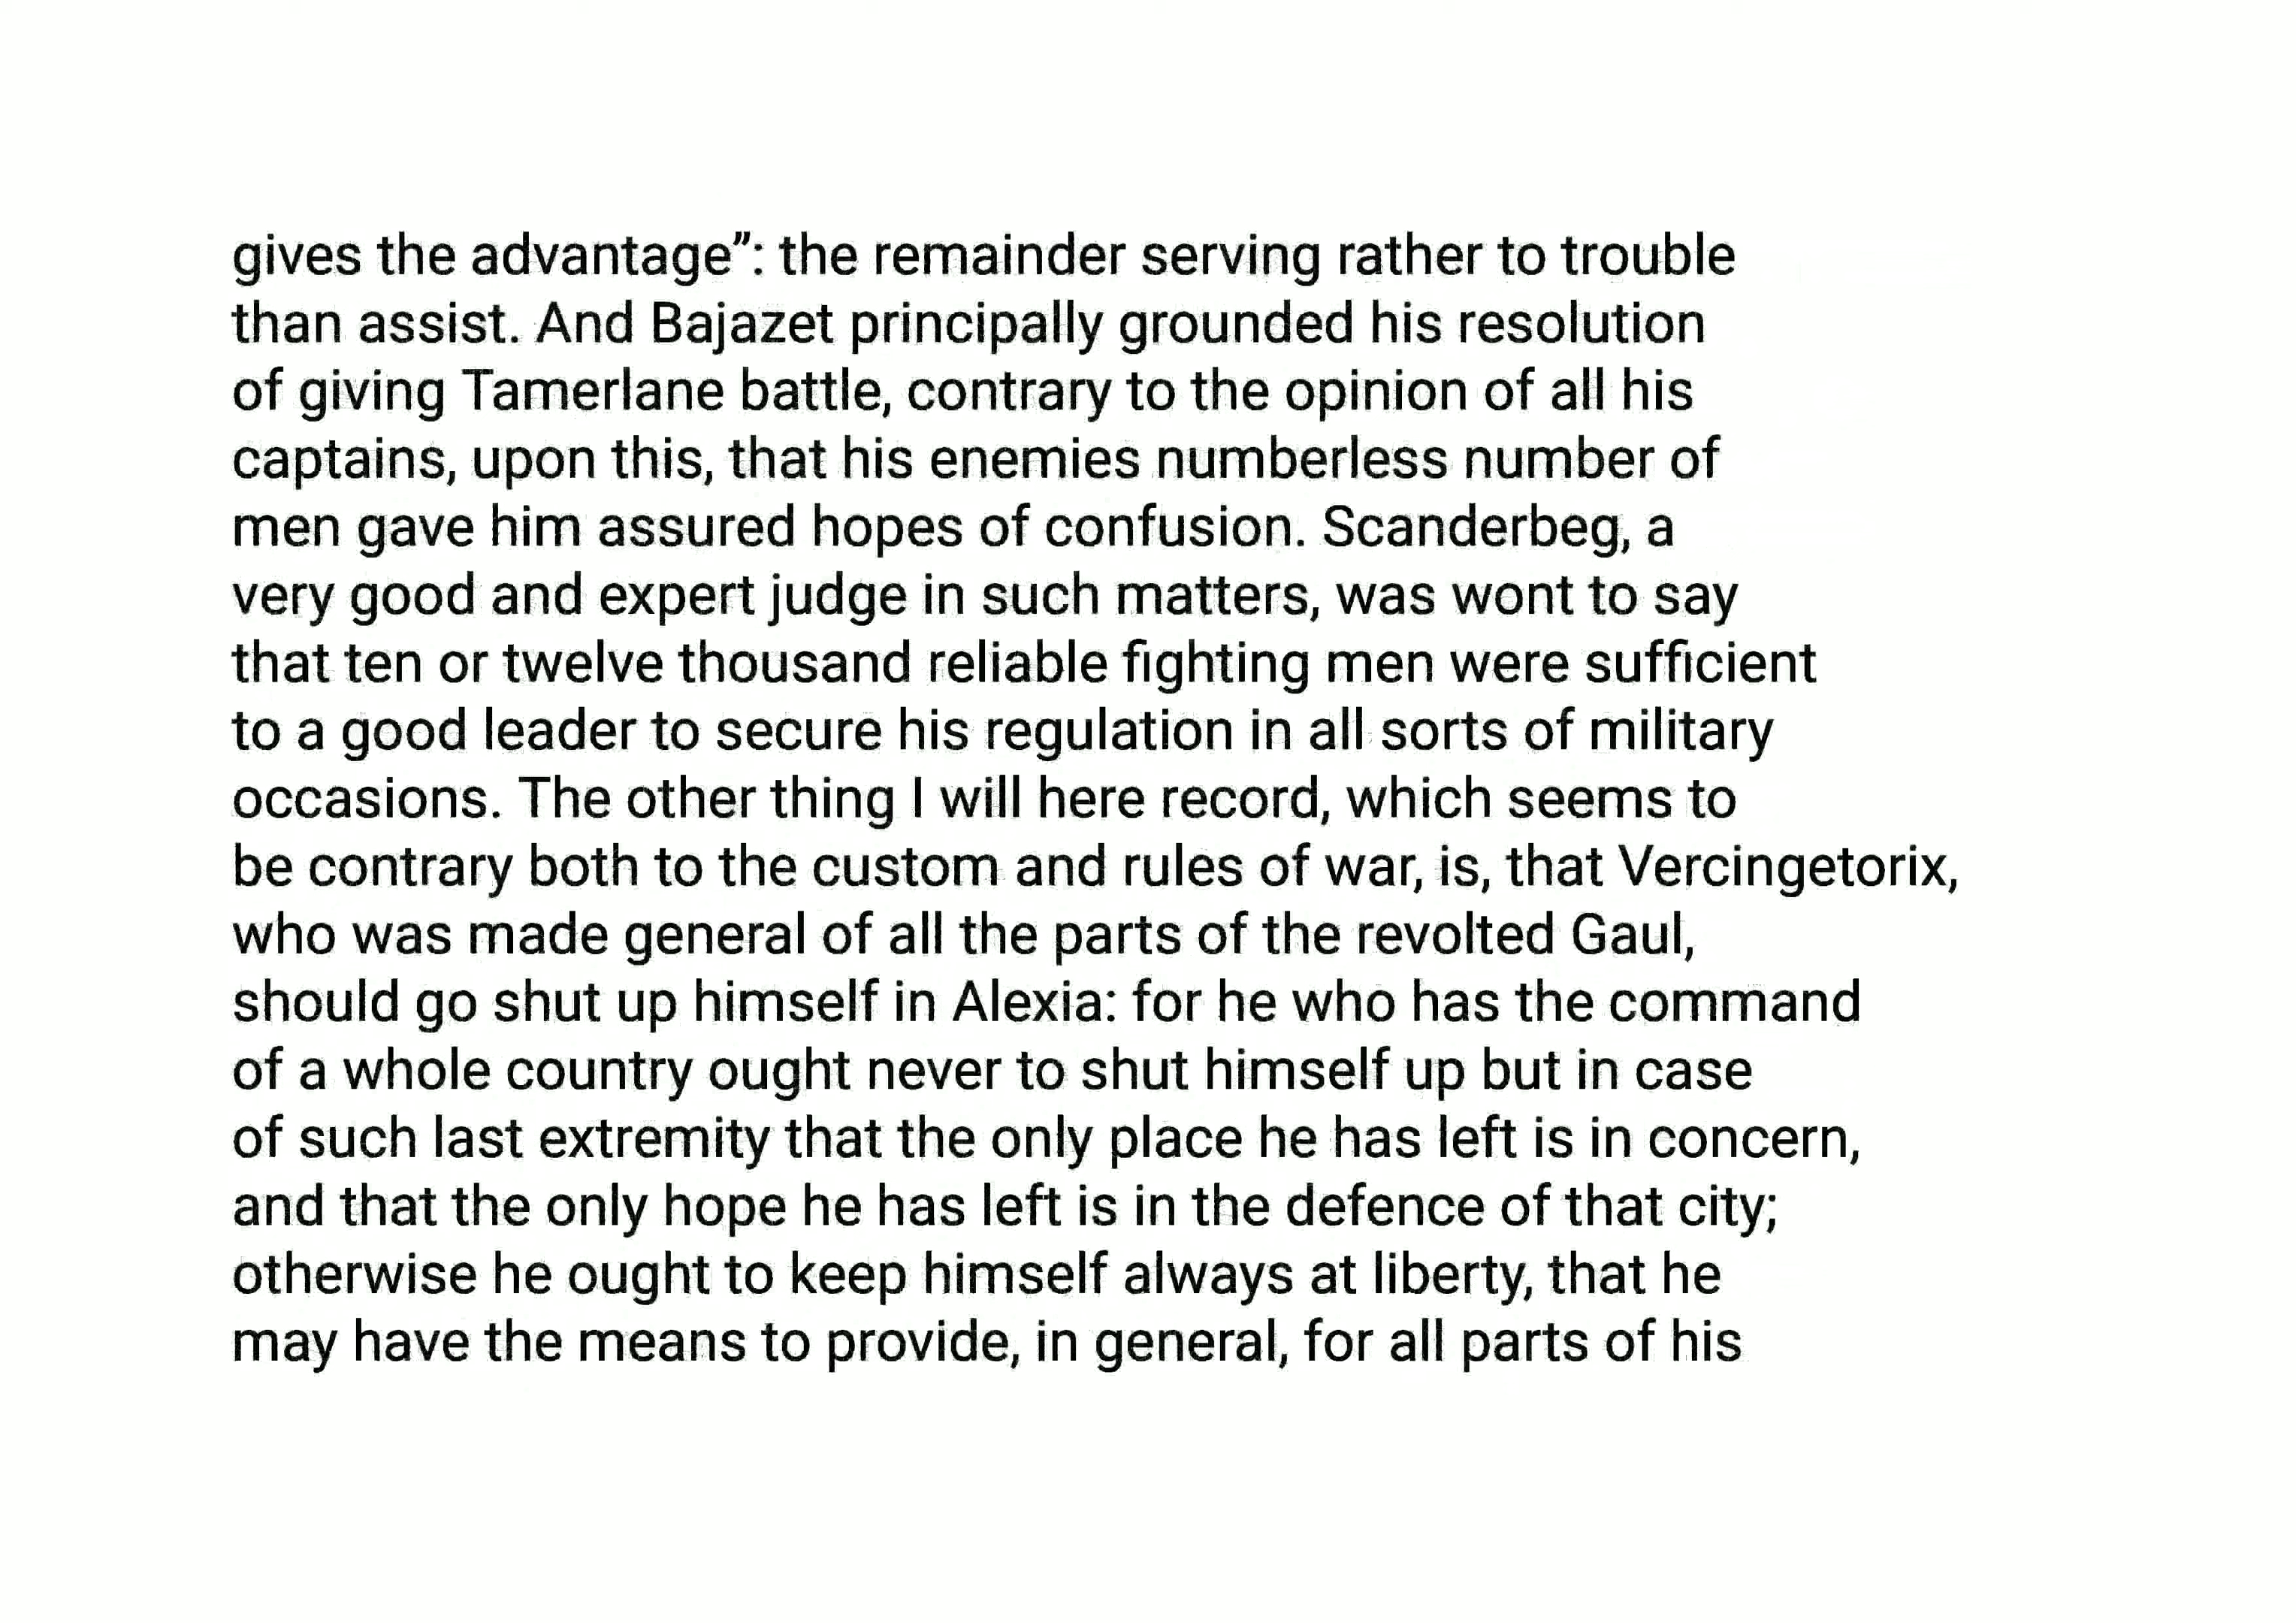 gives the advantage”: the remainder serving rather to trouble
than assist. And Bajazet principally grounded his resolution
of giving Tamerlane battle, contrary to the opinion of all his
captains, upon this, that his enemies numberless number of
men gave him assured hopes of confusion. Scanderbeg, a
very good and expert judge in such matters, was wont to say
that ten or twelve thousand reliable fighting men were sufficient
to a good leader to secure his regulation in all sorts of military
occasions. The other thing I will here record, which seems to
be contrary both to the custom and rules of war, is, that Vercingetorix,
who was made general of all the parts of the revolted Gaul,
should go shut up himself in Alexia: for he who has the command
of a whole country ought never to shut himself up but in case
of such last extremity that the only place he has left is in concern,
and that the only hope he has left is in the defence of that city;
otherwise he ought to keep himself always at liberty, that he
may have the means to provide, in general, for all parts of his